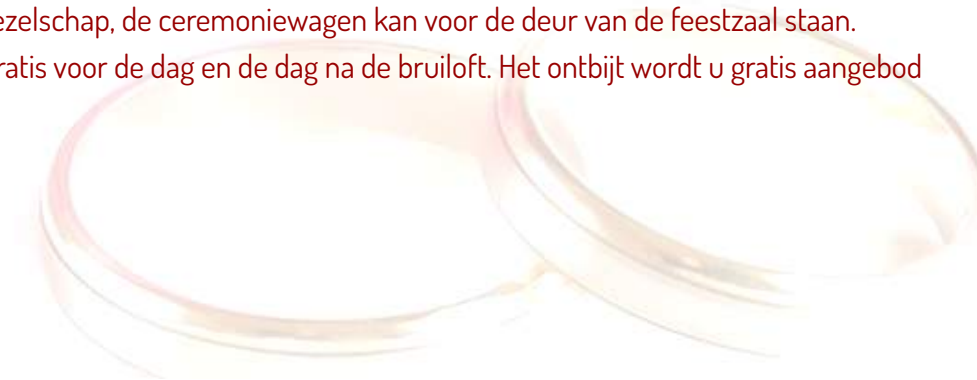 ezelschap, de ceremoniewagen kan voor de deur van de feestzaal staan.
ratis voor de dag en de dag na de bruiloft. Het ontbijt wordt u gratis aangebod